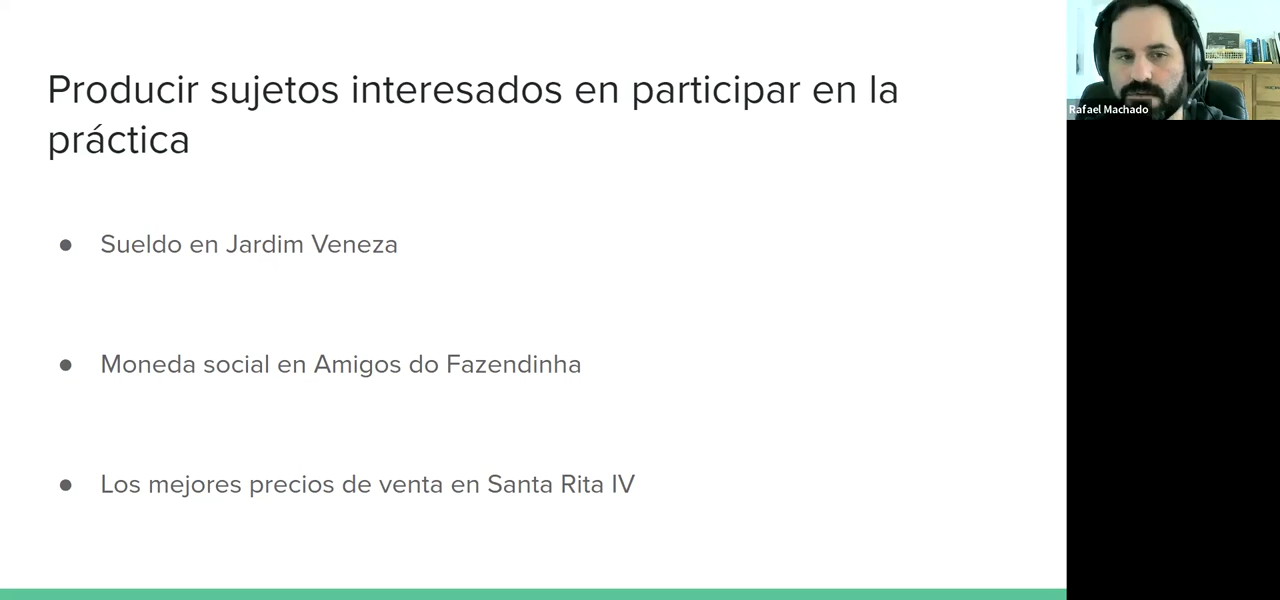 Producir sujetos interesados en participar en la
práctica
● Sueldo en Jardim Veneza
● Moneda social en Amigos do Fazendinha
● Los mejores precios de venta en Santa Rita IV
Rafael Machado